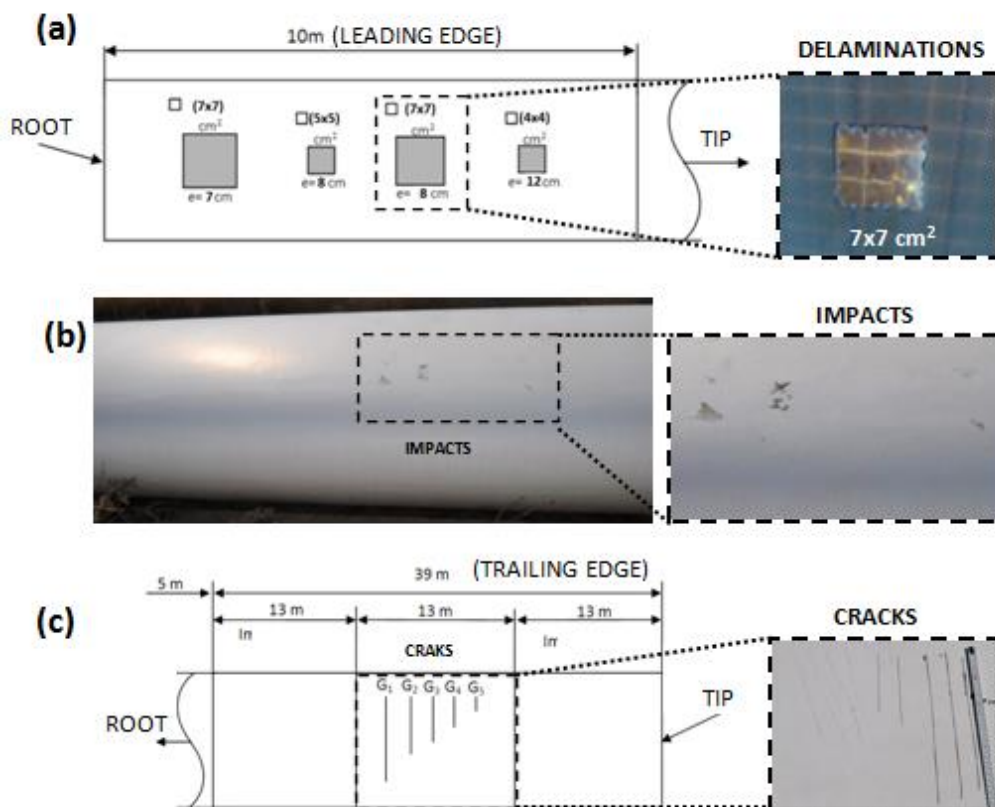 (a)
10m (LEADING EDGE)
DELAMINATIONS
ROOT
(7x7)
cm²
e= 7 cm
(5x5)
cm²
e= 8 cm
(7x7)
cm²
e= 8 cm
(4x4)
cm²
e= 12 cm
TIP
7x7 cm²
(b)
IMPACTS
IMPACTS
(c)
(TRAILING EDGE)
5 m
39 m
13 m
13 m
13 m
CRACKS
CRAKS
G₁ G₂ G₃ G₄ G₅
ROOT
TIP